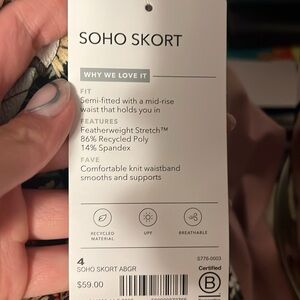 SOHO SKORT
WHY WE LOVE IT
FIT
Semi-fitted with a mid-rise
waist that holds you in
FEATURES
Featherweight Stretch™
86% Recycled Poly
14% Spandex
FAVE
Comfortable knit waistband
smooths and supports
RECYCLED
MATERIAL
UPF
BREATHABLE
4
S776-0003
SOHO SKORT ABGR
Certified
$59.00
B